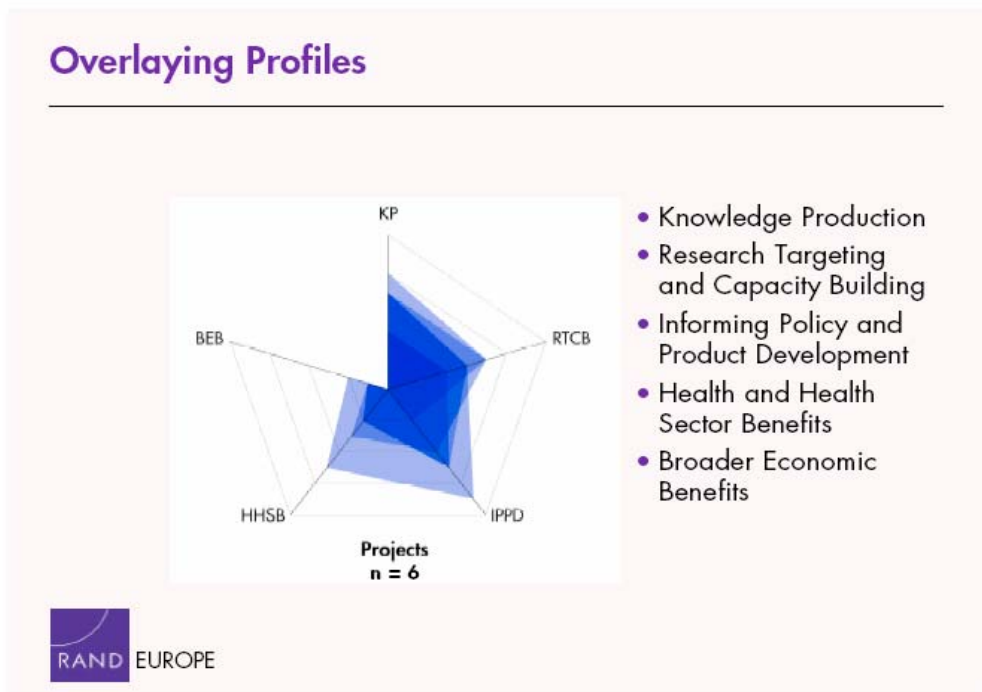 Overlaying Profiles
KP
RTCB
IPPD
HHSB
BEB
Projects
n = 6
• Knowledge Production
• Research Targeting
and Capacity Building
• Informing Policy and
Product Development
• Health and Health
Sector Benefits
• Broader Economic
Benefits
RAND EUROPE